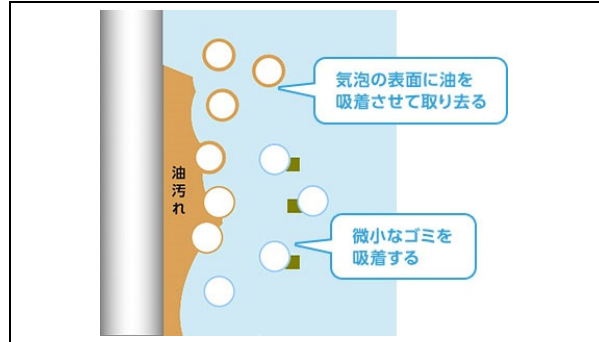 気泡の表面に油を
吸着させて取り去る
油汚れ
微小なゴミを
吸着する